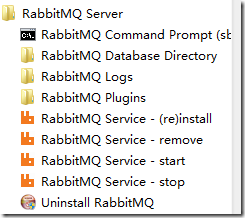 RabbitMQ Server
RabbitMQ Command Prompt (sb
RabbitMQ Database Directory
RabbitMQ Logs
RabbitMQ Plugins
RabbitMQ Service - (re)install
RabbitMQ Service - remove
RabbitMQ Service - start
RabbitMQ Service - stop
Uninstall RabbitMQ